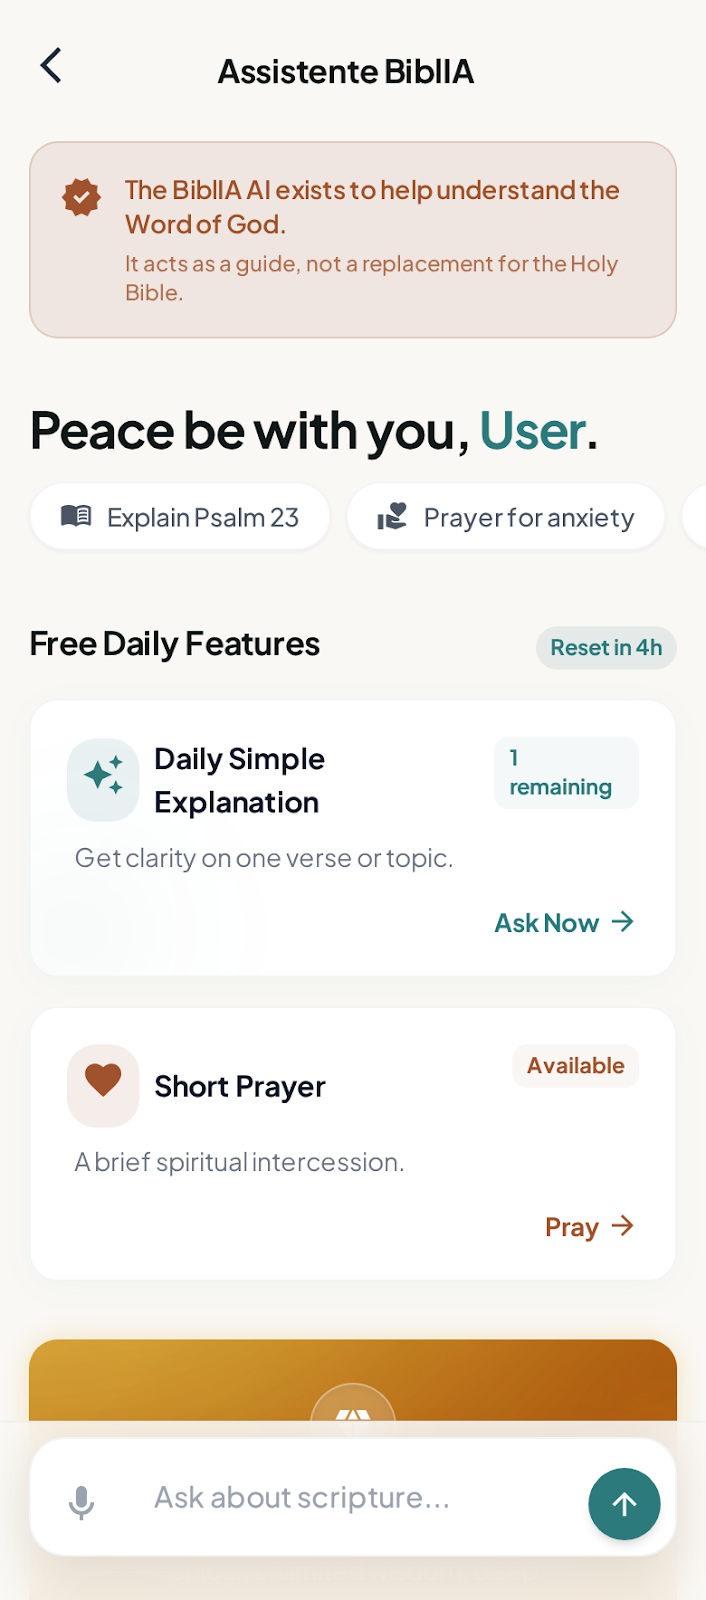 Assistente BiblIA
The BiblIA AI exists to help understand the
Word of God.
It acts as a guide, not a replacement for the Holy
Bible.
Peace be with you, User.
Explain Psalm 23
Prayer for anxiety
Free Daily Features
Reset in 4h
Daily Simple
Explanation
1
remaining
Get clarity on one verse or topic.
Ask Now
Short Prayer
Available
A brief spiritual intercession.
Pray
Ask about scripture...